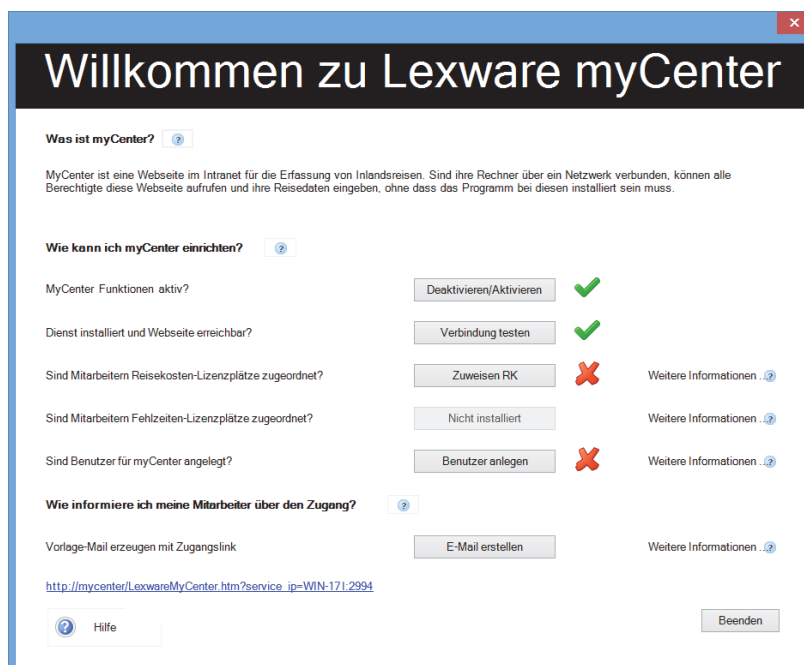 Willkommen zu Lexware myCenter
Was ist myCenter? ?
MyCenter ist eine Webseite im Intranet für die Erfassung von Inlandsreisen. Sind ihre Rechner über ein Netzwerk verbunden, können alle
Berechtigte diese Webseite aufrufen und ihre Reisedaten eingeben, ohne dass das Programm bei diesen installiert sein muss.
Wie kann ich myCenter einrichten? ?
MyCenter Funktionen aktiv? Deaktivieren/Aktivieren
Dienst installiert und Webseite erreichbar? Verbindung testen
Sind Mitarbeitern Reisekosten-Lizenzplätze zugeordnet? Zuweisen RK Weitere Informationen ...?
Sind Mitarbeitern Fehlzeiten-Lizenzplätze zugeordnet? Nicht installiert Weitere Informationen ...?
Sind Benutzer für myCenter angelegt? Benutzer anlegen Weitere Informationen ...?
Wie informiere ich meine Mitarbeiter über den Zugang? ?
Vorlage-Mail erzeugen mit Zugangslink E-Mail erstellen Weitere Informationen ...?
http://mycenter/LexwareMyCenter.htm?service_ip=WIN-17I:2994
? Hilfe Beenden